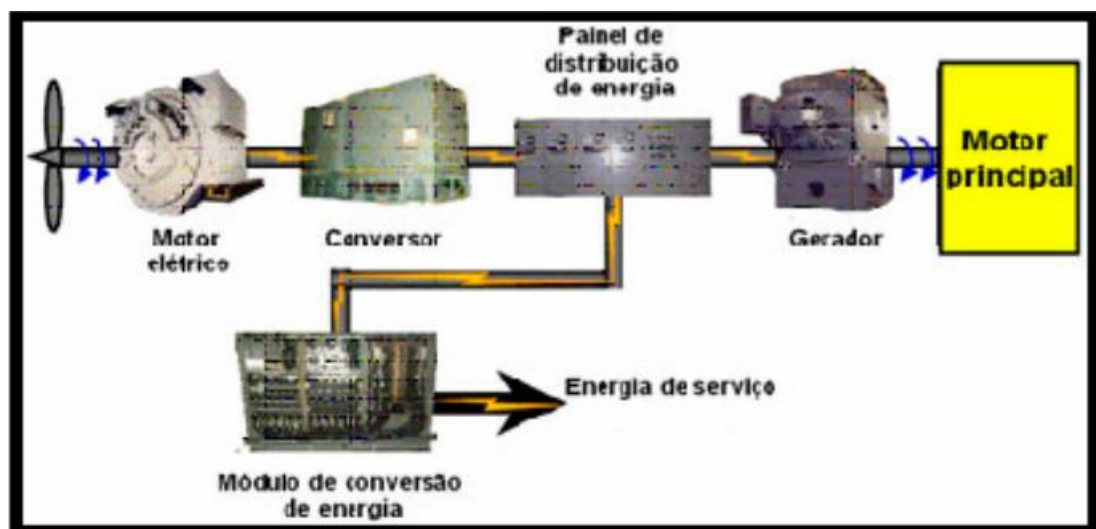 Painel de
distribuição
de energia
Motor
principal
Motor
elétrico
Conversor
Gerador
Energia de serviço
Módulo de conversão
de energia